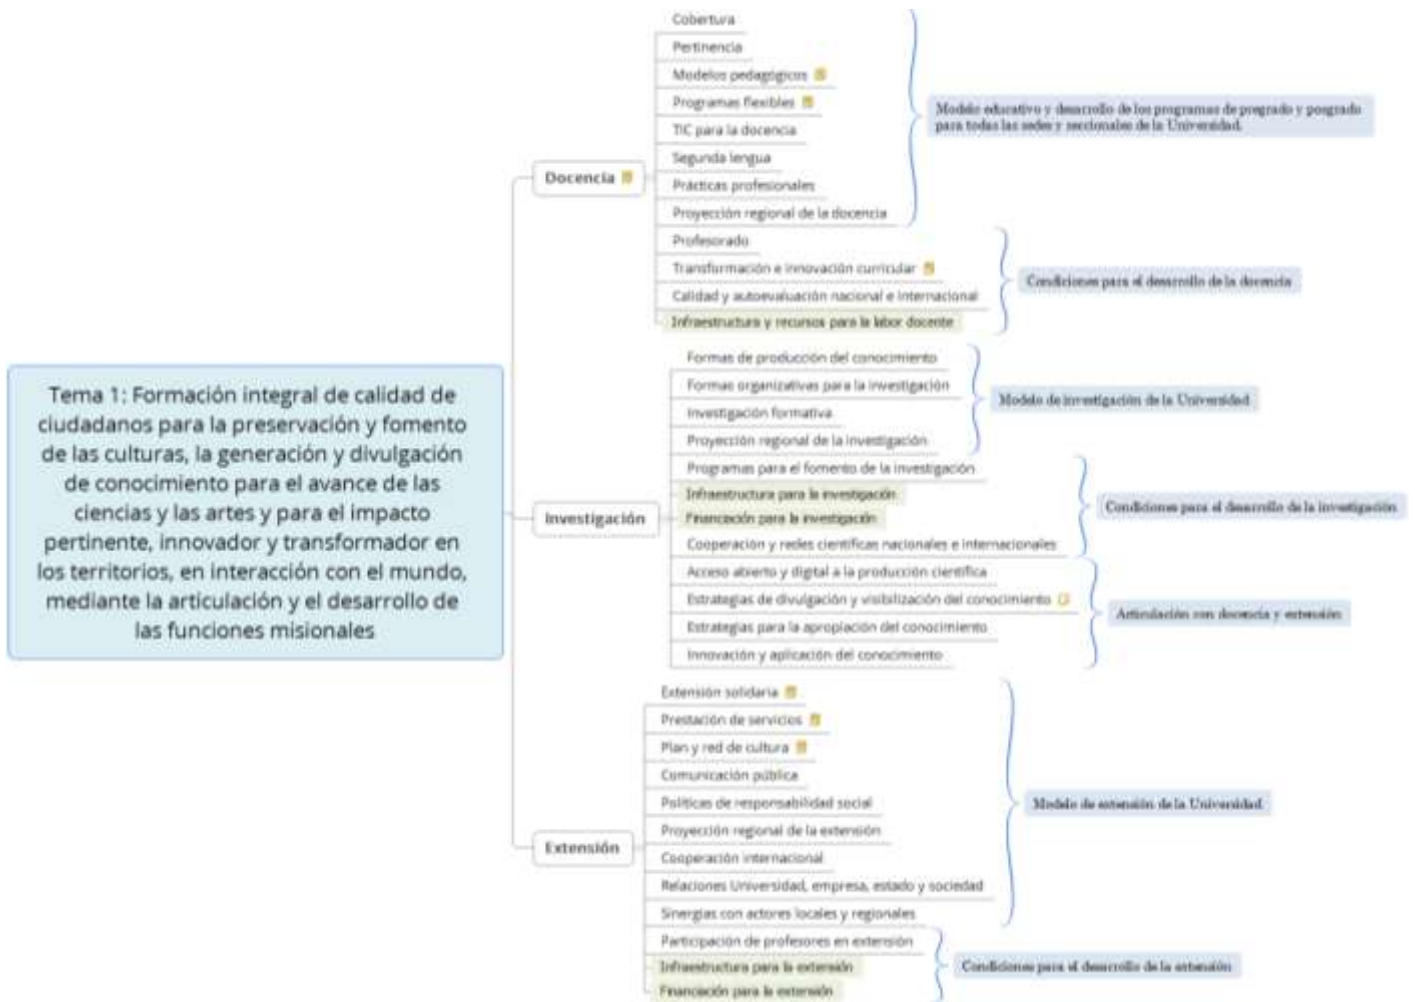 Tema 1: Formación integral de calidad de
ciudadanos para la preservación y fomento
de las culturas, la generación y divulgación
de conocimiento para el avance de las
ciencias y las artes y para el impacto
pertinente, innovador y transformador en
los territorios, en interacción con el mundo,
mediante la articulación y el desarrollo de
las funciones misionales
Docencia
Cobertura
Pertinencia
Modelos pedagógicos
Programas flexibles
TIC para la docencia
Segunda lengua
Prácticas profesionales
Proyección regional de la docencia
Modelo educativo y desarrollo de los programas de pregrado y posgrado
para todas las sedes y seccionales de la Universidad.
Profesorado
Transformación e innovación curricular
Calidad y autoevaluación nacional e internacional
Infraestructura y recursos para la labor docente
Condiciones para el desarrollo de la docencia
Investigación
Formas de producción del conocimiento
Formas organizativas para la investigación
Investigación formativa
Proyección regional de la investigación
Modelo de investigación de la Universidad
Programas para el fomento de la investigación
Infraestructura para la investigación
Financiación para la investigación
Cooperación y redes científicas nacionales e internacionales
Condiciones para el desarrollo de la investigación
Acceso abierto y digital a la producción científica
Estrategias de divulgación y visibilización del conocimiento
Estrategias para la apropiación del conocimiento
Innovación y aplicación del conocimiento
Articulación con docencia y extensión
Extensión
Extensión solidaria
Prestación de servicios
Plan y red de cultura
Comunicación pública
Políticas de responsabilidad social
Proyección regional de la extensión
Cooperación internacional
Relaciones Universidad, empresa, estado y sociedad
Sinergias con actores locales y regionales
Modelo de extensión de la Universidad
Participación de profesores en extensión
Infraestructura para la extensión
Financiación para la extensión
Condiciones para el desarrollo de la extensión